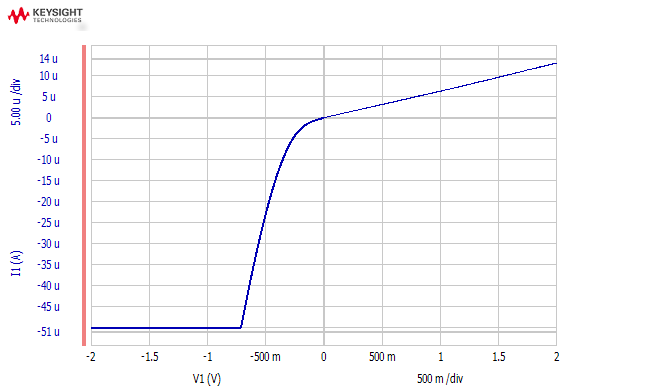 KEYSIGHT
TECHNOLOGIES
5.00 u /div
I1 (A)
14 u
10 u
5 u
0
-5 u
-10 u
-15 u
-20 u
-25 u
-30 u
-35 u
-40 u
-45 u
-51 u
-2
-1.5
-1
-500 m
0
500 m
1
1.5
2
V1 (V)
500 m /div